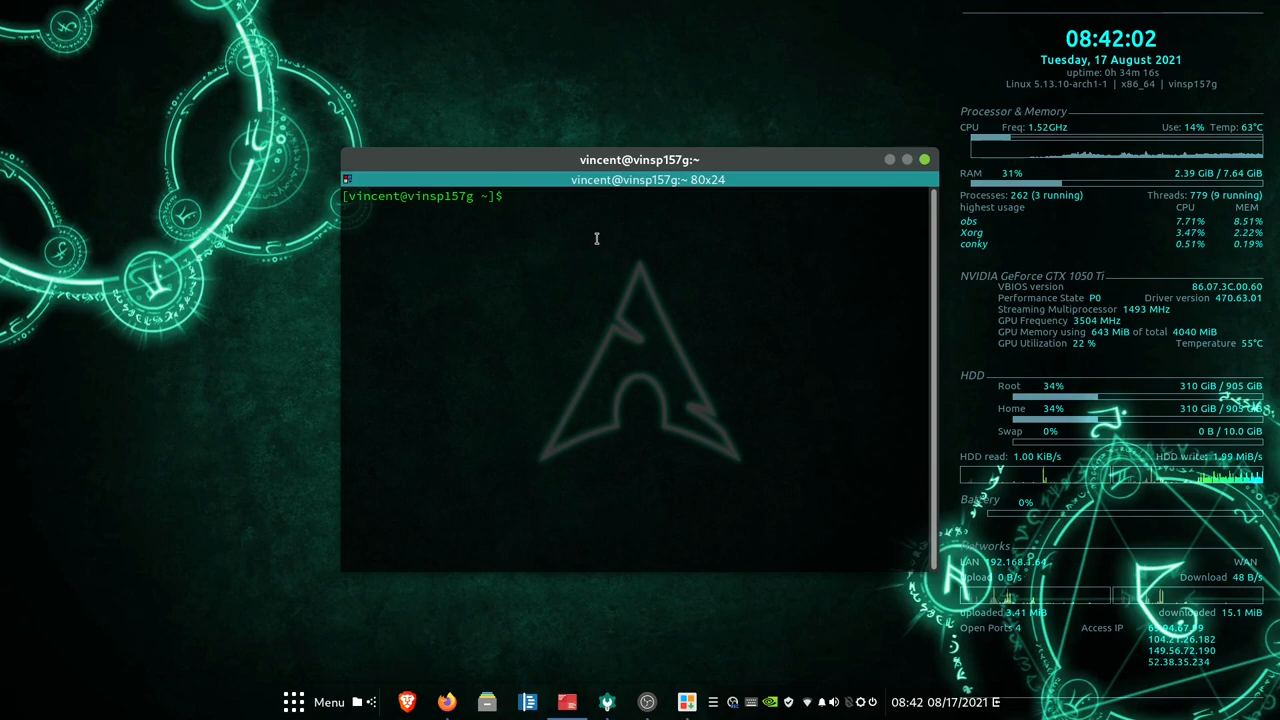 08:42:02
Tuesday, 17 August 2021
uptime: 0h 34m 16s
Linux 5.13.10-arch1-1 | x86_64 | vinsp157g
Processor & Memory
CPU Freq: 1.52GHz Use: 14% Temp: 63°C
RAM 31% 2.39 GiB / 7.64 GiB
Processes: 262 (3 running) Threads: 779 (9 running)
highest usage CPU MEM
obs 7.71% 8.51%
Xorg 3.47% 2.22%
conky 0.51% 0.19%
NVIDIA GeForce GTX 1050 Ti
VBIOS version 86.07.3C.00.60
Performance State P0 Driver version 470.63.01
Streaming Multiprocessor 1493 MHz
GPU Frequency 3504 MHz
GPU Memory using 643 MiB of total 4040 MiB
GPU Utilization 22 % Temperature 55°C
HDD
Root 34% 310 GiB / 905 GiB
Home 34% 310 GiB / 905 GiB
Swap 0% 0 B / 10.0 GiB
HDD read: 1.00 KiB/s HDD write: 1.99 MiB/s
Battery 0%
Networks
LAN 192.168.1.64 WAN
Upload 0 B/s Download 48 B/s
uploaded 3.41 MiB downloaded 15.1 MiB
Open Ports 4 Access IP
104.21.26.182
149.56.72.190
52.38.35.234
vincent@vinsp157g:~
vincent@vinsp157g:~ 80x24
[vincent@vinsp157g ~]$
Menu 08:42 08/17/2021